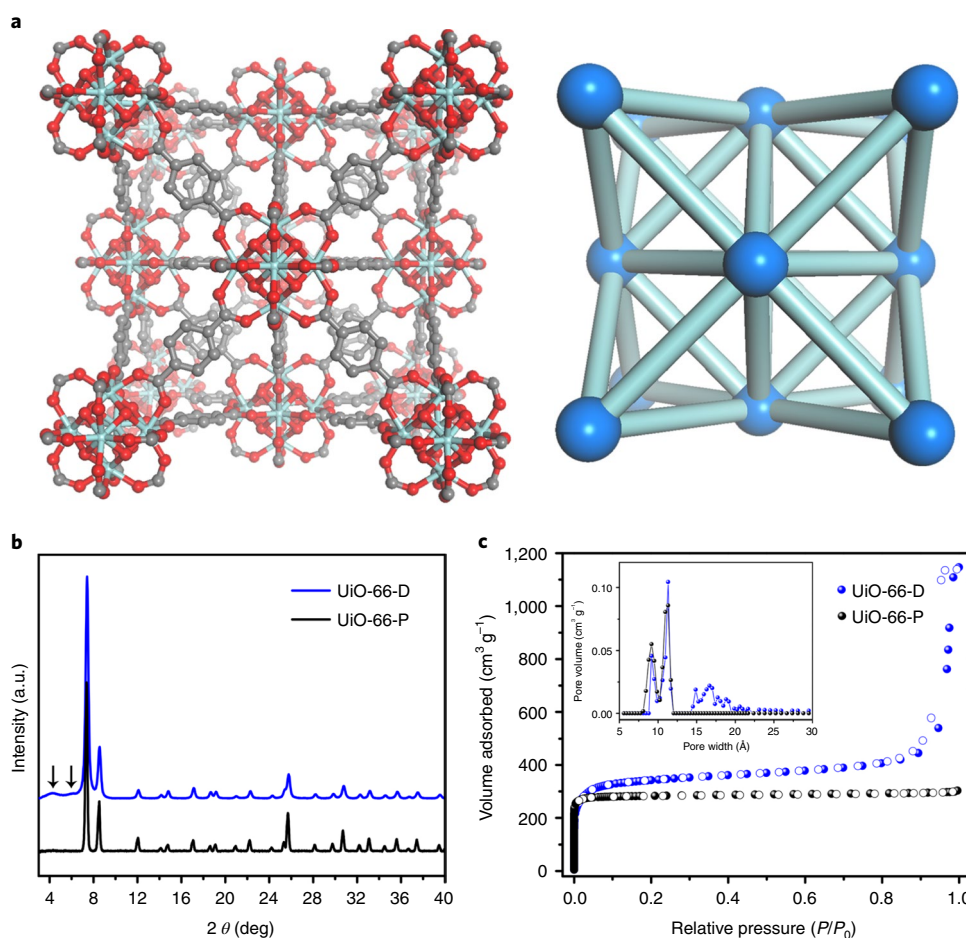 a
b
UiO-66-D
UiO-66-P
Intensity (a.u.)
4 8 12 16 20 24 28 32 36 40
2 θ (deg)
c
1,200
1,000
800
600
400
200
0
Volume adsorbed (cm³ g⁻¹)
UiO-66-D
UiO-66-P
0.10
0.05
0.00
Pore volume (cm³ g⁻¹)
5 10 15 20 25 30
Pore width (Å)
0.0 0.2 0.4 0.6 0.8 1.0
Relative pressure (P/P₀)